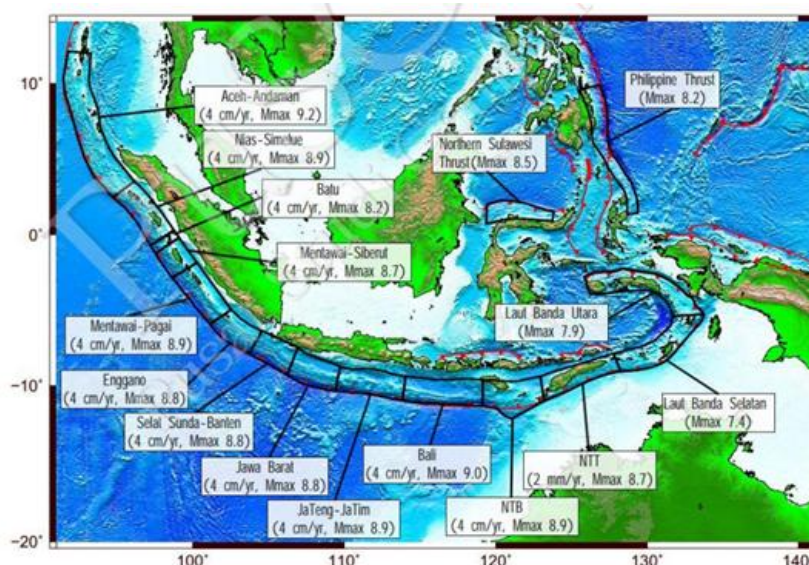 10°
0°
-10°
-20°
100°
110°
120°
130°
140
Aceh-Andaman
(4 cm/yr, Mmax 9.2)
Nias-Simelue
(4 cm/yr, Mmax 8.9)
Batu
(4 cm/yr, Mmax 8.2)
Mentawai-Siberut
(4 cm/yr, Mmax 8.7)
Mentawai-Pagai
(4 cm/yr, Mmax 8.9)
Enggano
(4 cm/yr, Mmax 8.8)
Selat Sunda-Banten
(4 cm/yr, Mmax 8.8)
Jawa Barat
(4 cm/yr, Mmax 8.8)
JaTeng-JaTim
(4 cm/yr, Mmax 8.9)
Bali
(4 cm/yr, Mmax 9.0)
NTB
(4 cm/yr, Mmax 8.9)
NTT
(2 mm/yr, Mmax 8.7)
Laut Banda Selatan
(Mmax 7.4)
Laut Banda Utara
(Mmax 7.9)
Northern Sulawesi
Thrust(Mmax 8.5)
Philippine Thrust
(Mmax 8.2)